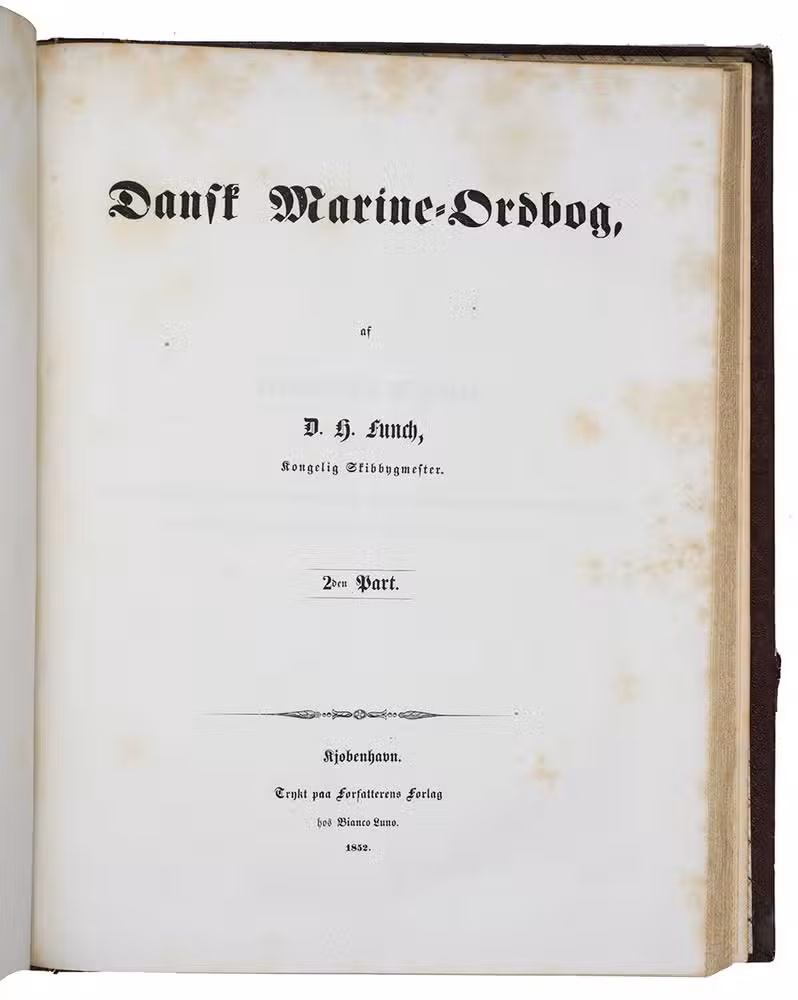 Dansk Marine-Ordbog,
af
D. H. Funch,
Kongelig Skibbygmester.
2den Part.
Kjøbenhavn.
Trykt paa Forfatterens Forlag
hos Bianco Luno.
1852.